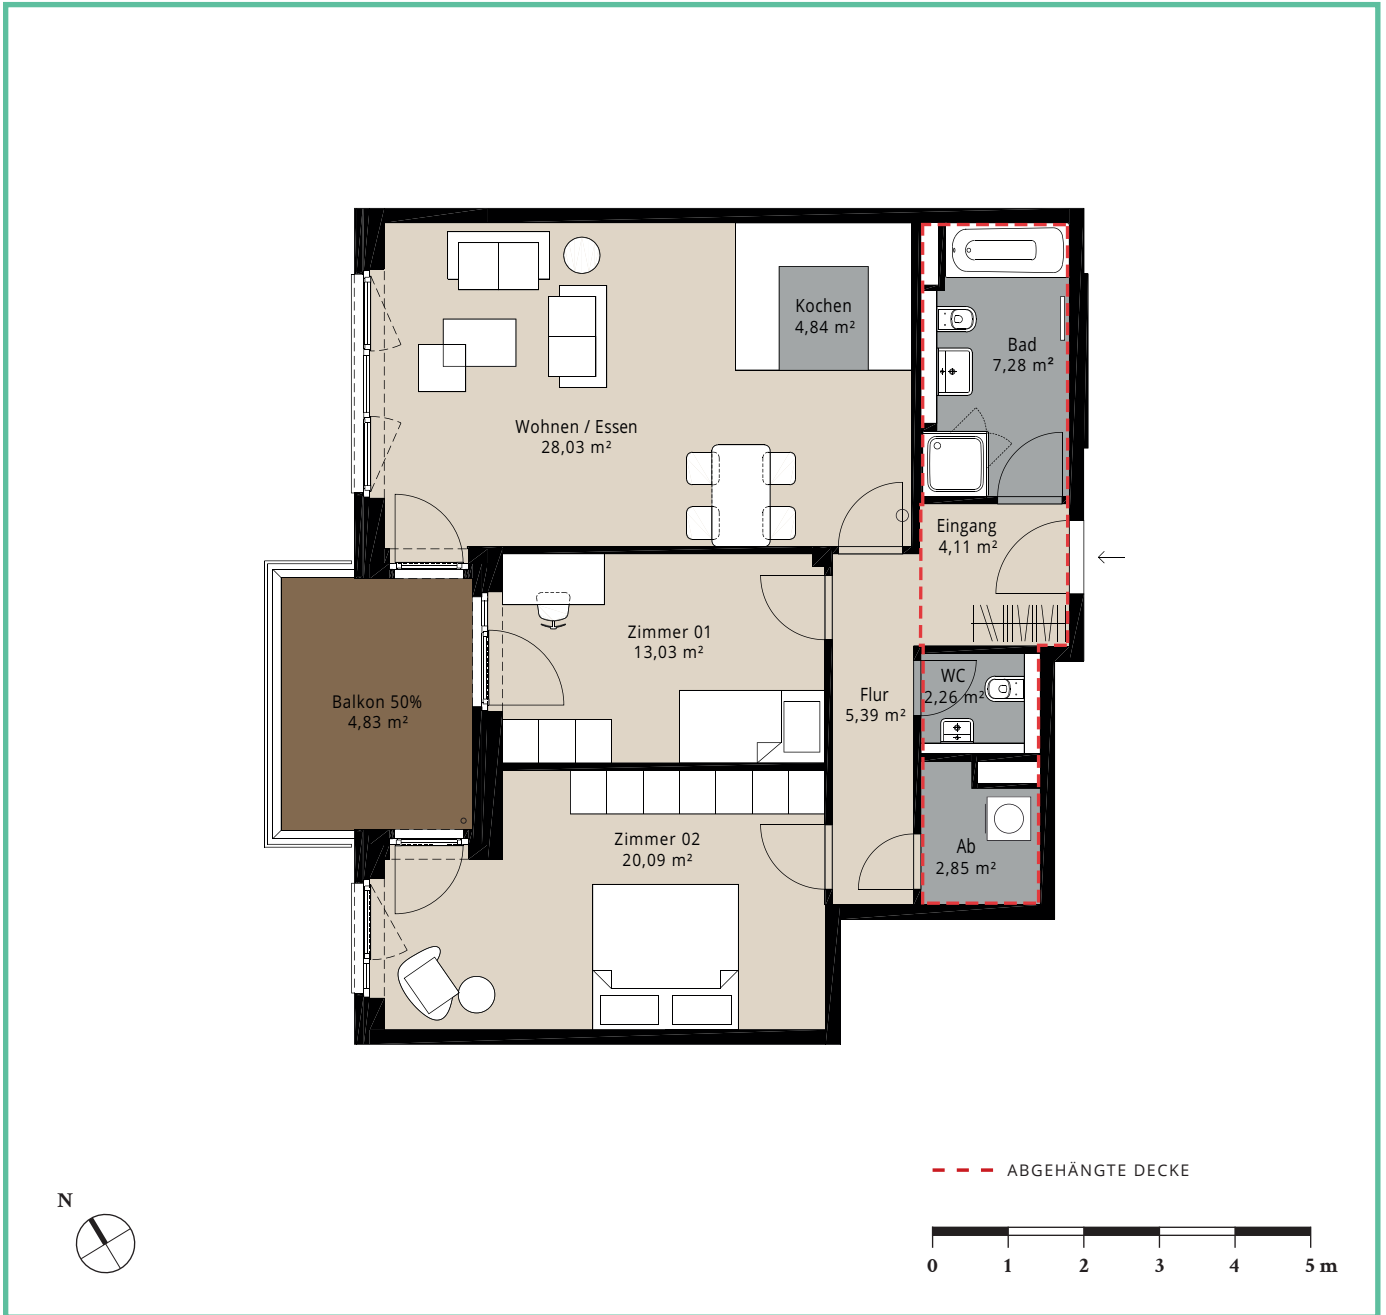 Kochen
4,84 m²
Bad
7,28 m²
Wohnen / Essen
28,03 m²
Eingang
4,11 m²
Zimmer 01
13,03 m²
WC
2,26 m²
Flur
5,39 m²
Balkon 50%
4,83 m²
Zimmer 02
20,09 m²
Ab
2,85 m²
ABGEHÄNGTE DECKE
N
0 1 2 3 4 5 m